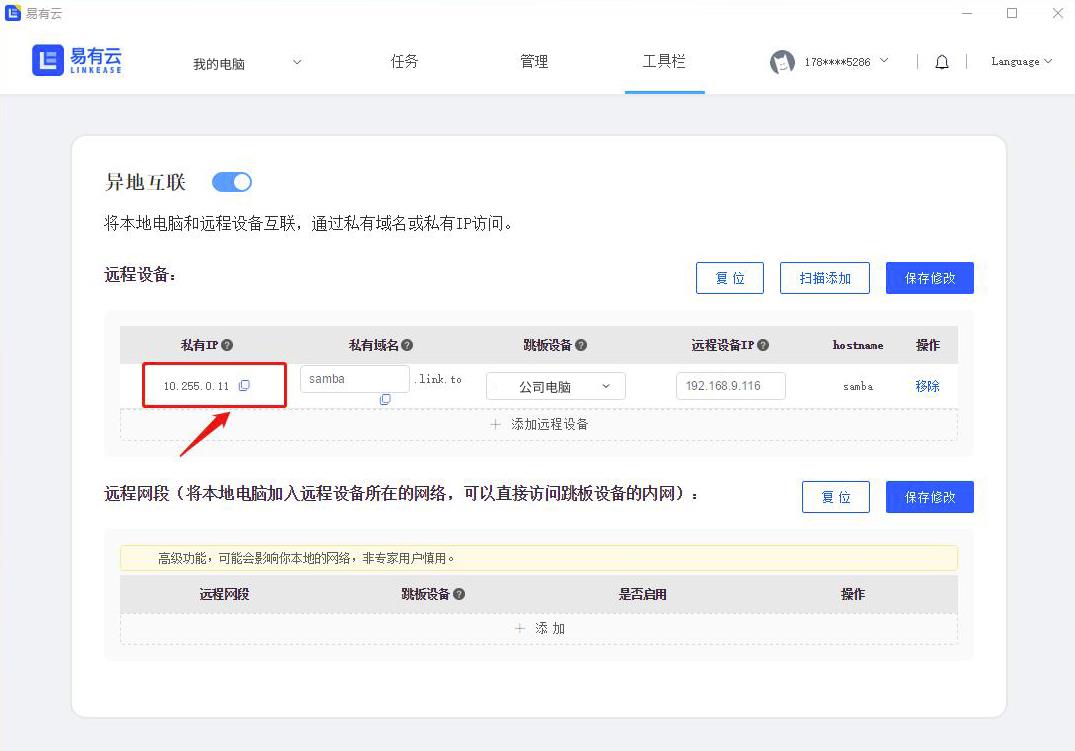 易有云
易有云
LINKEASE
我的电脑
任务
管理
工具栏
178****5286
Language
异地互联
将本地电脑和远程设备互联，通过私有域名或私有IP访问。
远程设备：
复 位
扫描添加
保存修改
私有IP
私有域名
跳板设备
远程设备IP
hostname
操作
10.255.0.11
samba
.link.to
公司电脑
192.168.9.116
samba
移除
+ 添加远程设备
远程网段（将本地电脑加入远程设备所在的网络，可以直接访问跳板设备的内网）：
复 位
保存修改
高级功能，可能会影响你本地的网络，非专家用户慎用。
远程网段
跳板设备
是否启用
操作
+ 添 加